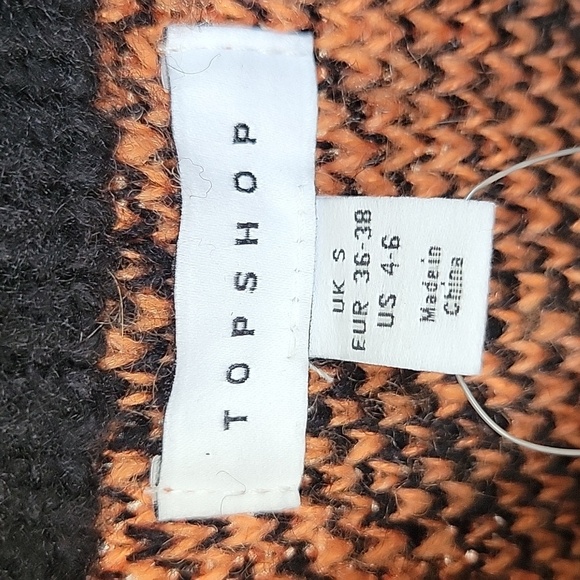 TOPSHOP
UK S
EUR 36-38
US 4-6
Made in
China